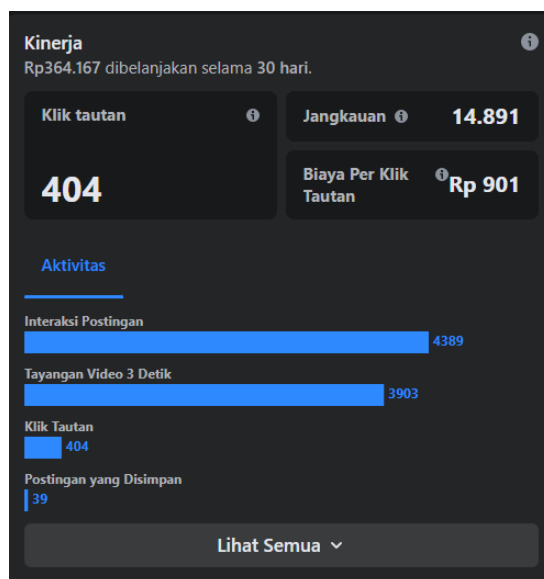 Kinerja
Rp364.167 dibelanjakan selama 30 hari.
Klik tautan
404
Jangkauan 14.891
Biaya Per Klik Tautan Rp 901
Aktivitas
Interaksi Postingan
4389
Tayangan Video 3 Detik
3903
Klik Tautan
404
Postingan yang Disimpan
39
Lihat Semua